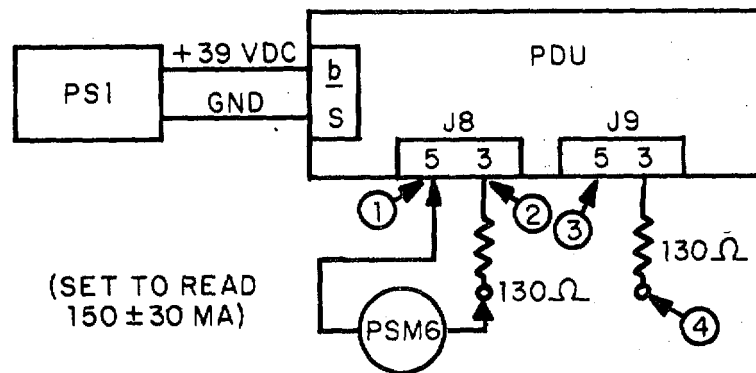 PS1
+39 VDC
GND
b
S
PDU
J8
5 3
J9
5 3
1
2
3
130Ω
130Ω
4
(SET TO READ
150 ± 30 MA)
PSM6